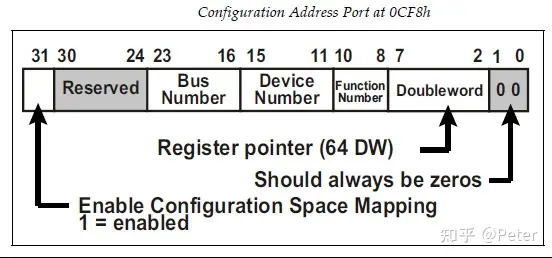 Configuration Address Port at 0CF8h
31 30 24 23 16 15 11 10 8 7 2 1 0
Reserved Bus Number Device Number Function Number Doubleword 0 0
Register pointer (64 DW)
Should always be zeros
Enable Configuration Space Mapping
1 = enabled
知乎 @Peter